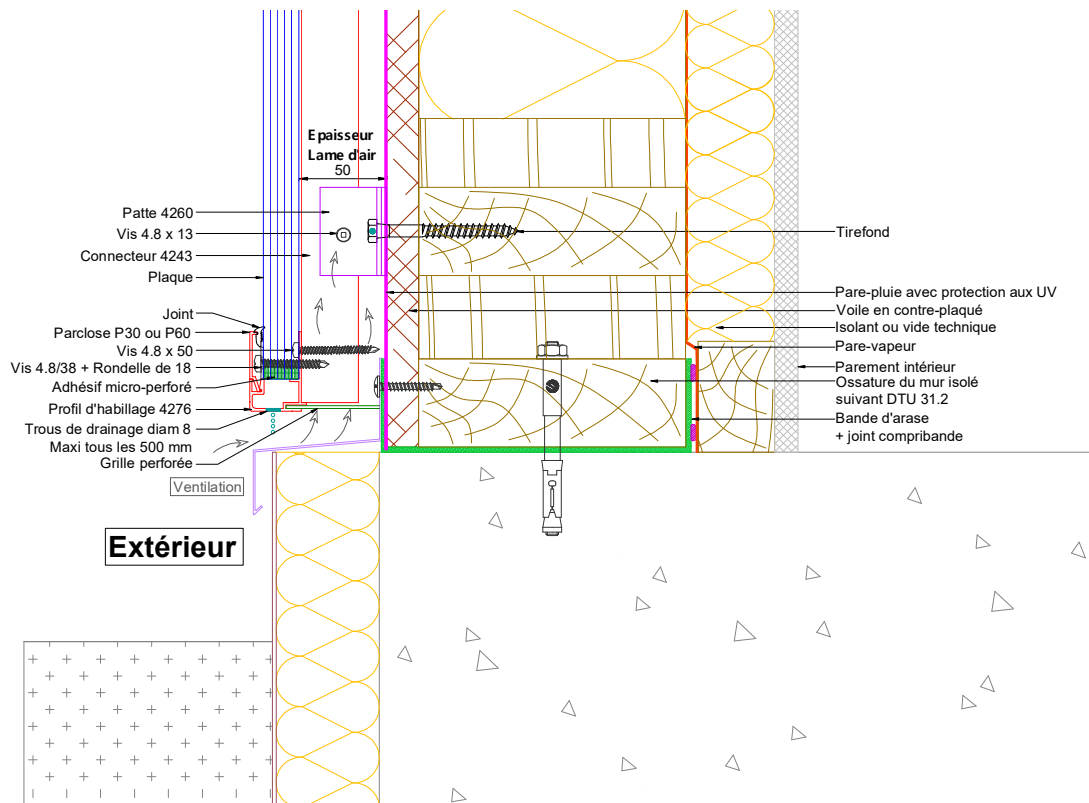 Epaisseur
Lame d'air
50
Patte 4260
Vis 4.8 x 13
Connecteur 4243
Plaque
Joint
Parclose P30 ou P60
Vis 4.8 x 50
Vis 4.8/38 + Rondelle de 18
Adhésif micro-perforé
Profil d'habillage 4276
Trous de drainage diam 8
Maxi tous les 500 mm
Grille perforée
Ventilation
Extérieur
Tirefond
Pare-pluie avec protection aux UV
Voile en contre-plaqué
Isolant ou vide technique
Pare-vapeur
Parement intérieur
Ossature du mur isolé
suivant DTU 31.2
Bande d'arase
+ joint compribande